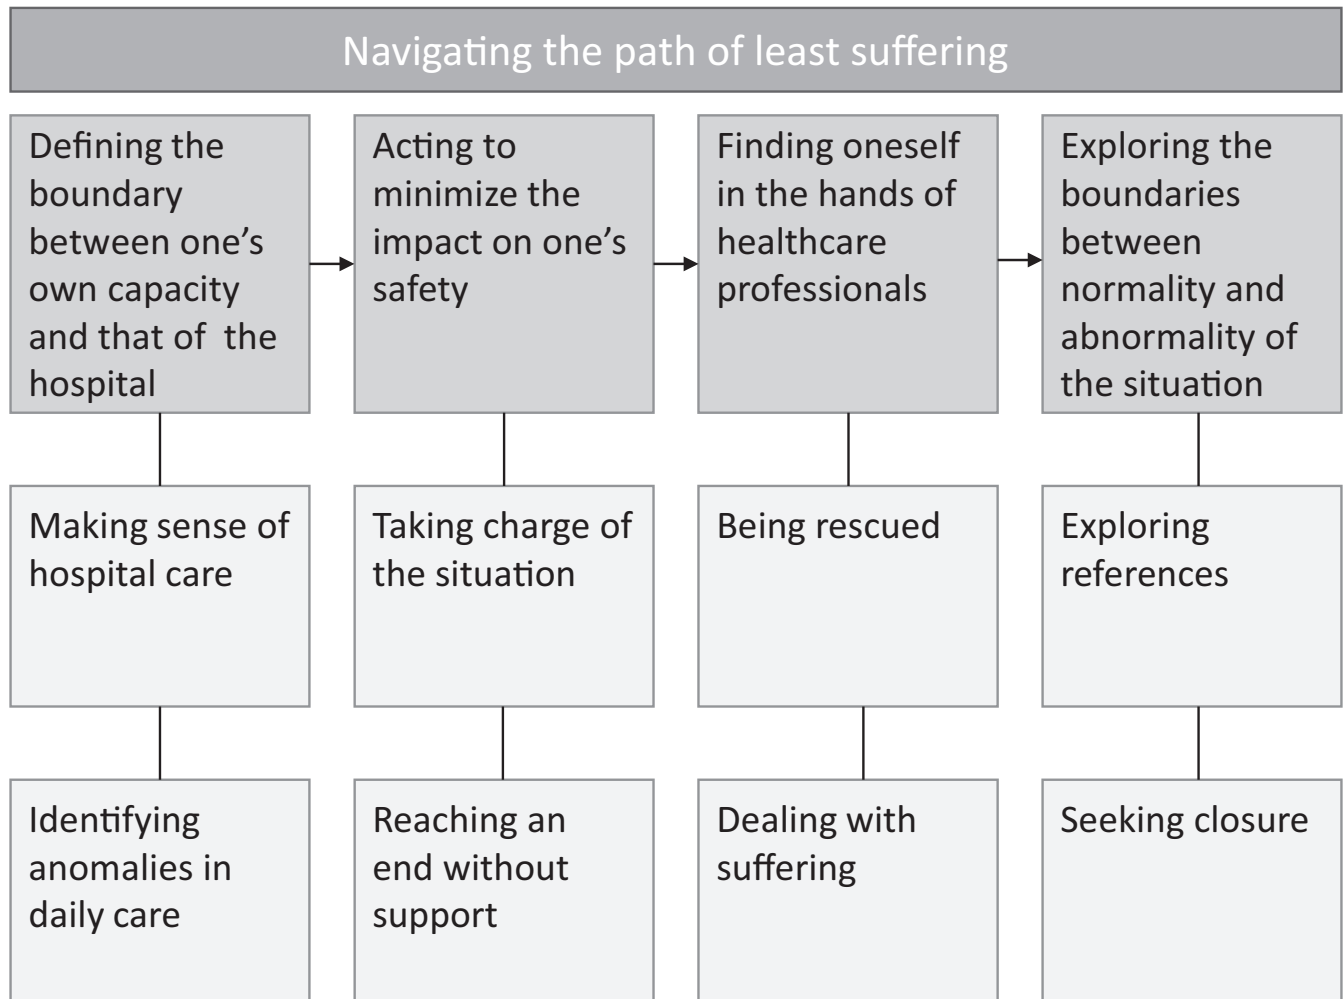 Navigating the path of least suffering
Defining the
boundary
between one's
own capacity
and that of  the
hospital
Acting to
minimize the
impact on one's
safety
Finding oneself
in the hands of
healthcare
professionals
Exploring the
boundaries
between
normality and
abnormality of
the situation
Making sense of
hospital care
Taking charge of
the situation
Being rescued
Exploring
references
Identifying
anomalies in
daily care
Reaching an
end without
support
Dealing with
suffering
Seeking closure